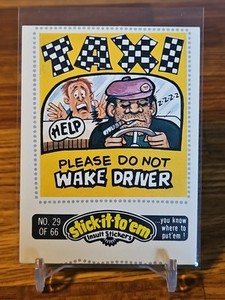 TAXI
Z-Z-Z-Z
HELP
PLEASE DO NOT
WAKE DRIVER
NO. 29
OF 66
Stick-it-to'em
Insult Stickers
...you know
where to
put'em!